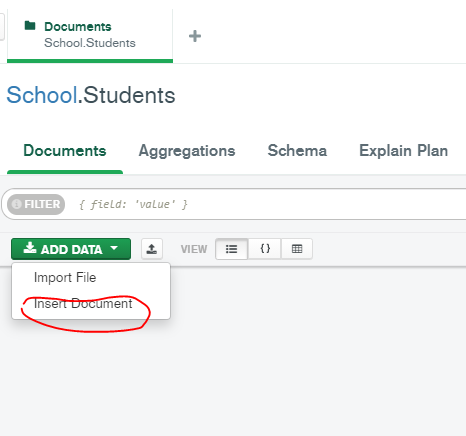 Documents
School.Students
School.Students
Documents Aggregations Schema Explain Plan
FILTER { field: 'value' }
ADD DATA VIEW { }
Import File
Insert Document